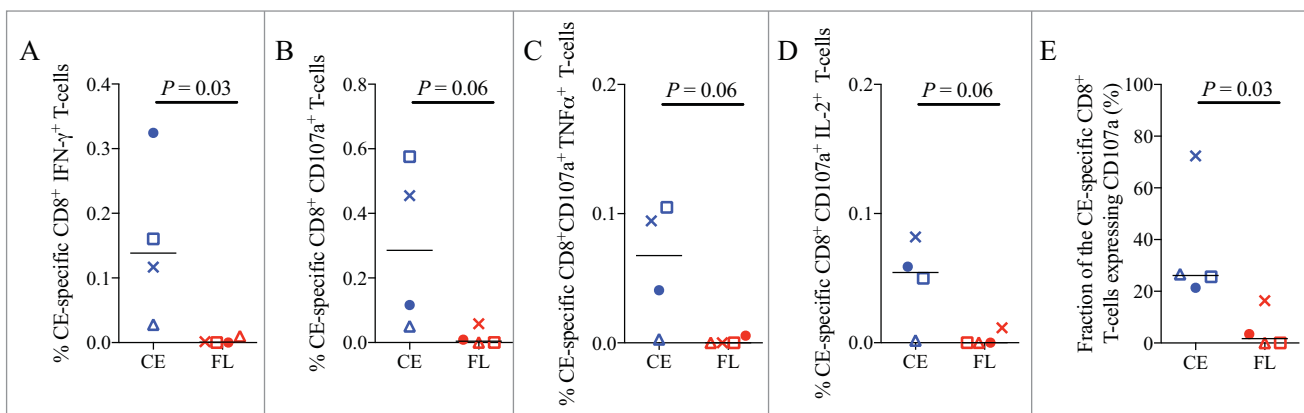 A
% CE-specific CD8+ IFN-γ+ T-cells
P = 0.03
0.4
0.3
0.2
0.1
0.0
CE FL
B
% CE-specific CD8+ CD107a+ T-cells
P = 0.06
0.8
0.6
0.4
0.2
0.0
CE FL
C
% CE-specific CD8+CD107a+ TNFα+ T-cells
P = 0.06
0.2
0.1
0.0
CE FL
D
% CE-specific CD8+ CD107a+ IL-2+ T-cells
P = 0.06
0.2
0.1
0.0
CE FL
E
Fraction of the CE-specific CD8+
T-cells expressing CD107a (%)
P = 0.03
100
80
60
40
20
0
CE FL